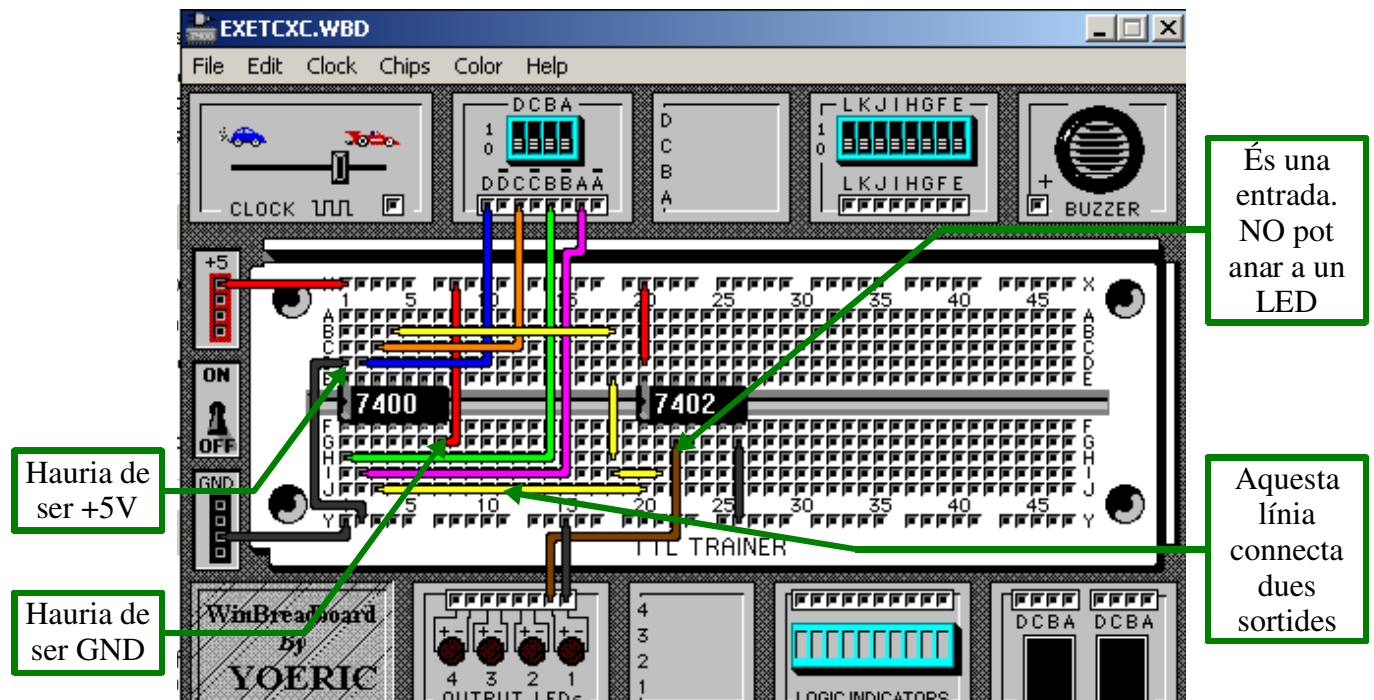 EXETCXC.WBD
File Edit Clock Chips Color Help
CLOCK
DCBA
1
0
DDCCBBAA
D
C
B
A
LKJIHGFE
1
0
LKJIHGFE
+
BUZZER
És una
entrada.
NO pot
anar a un
LED
+5
X
1 5 10 15 20 25 30 35 40 45
X
A
B
C
D
E
A
B
C
D
E
ON
OFF
7400
7402
F
G
H
I
J
F
G
H
I
J
GND
5 10 15 20 25 30 35 40 45
Y
Y
TTL TRAINER
Hauria de
ser +5V
Hauria de
ser GND
Aquesta
línia
connecta
dues
sortides
WinBreadboard
By
YOERIC
+- +- +- +-
4 3 2 1
OUTPUT LEDs
4
3
2
1
LOGIC INDICATORS
DCBA DCBA